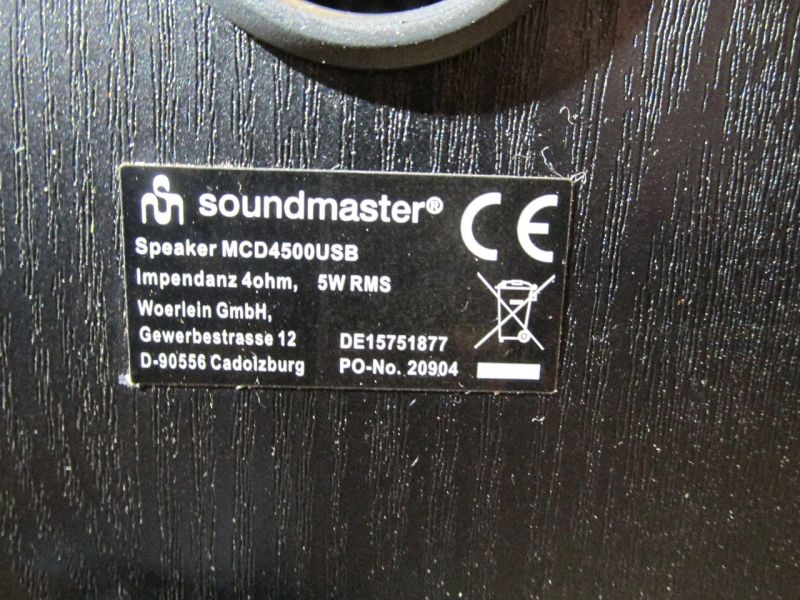 soundmaster®
CE
Speaker MCD4500USB
Impendanz 4ohm, 5W RMS
Woerlein GmbH,
Gewerbestrasse 12 DE15751877
D-90556 Cadolzburg PO-No. 20904